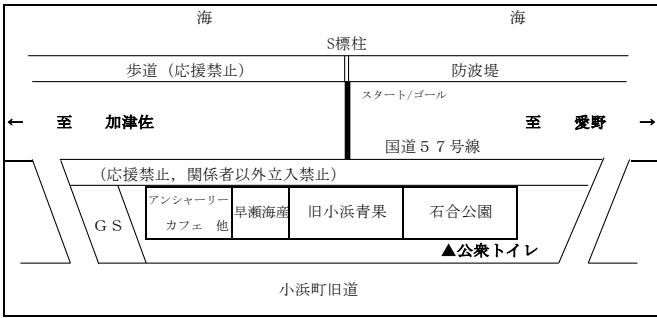 海　海
S標柱
歩道（応援禁止）　防波堤
スタート/ゴール
←　至　加津佐　至　愛野　→
国道５７号線
（応援禁止，関係者以外立入禁止）
アンシャーリー
カフェ　他
早瀬海産
旧小浜青果
石合公園
ＧＳ
▲公衆トイレ
小浜町旧道